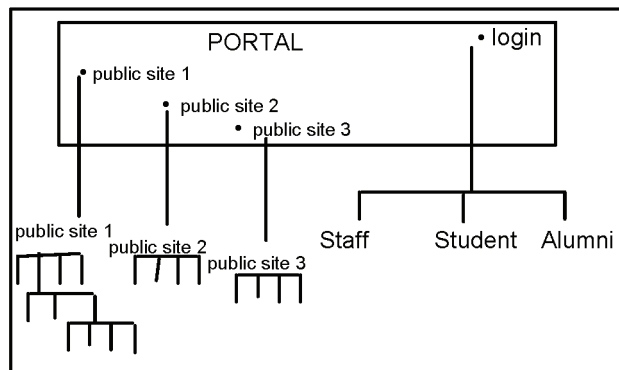 PORTAL
• login
• public site 1
• public site 2
• public site 3
public site 1
public site 2
public site 3
Staff
Student
Alumni